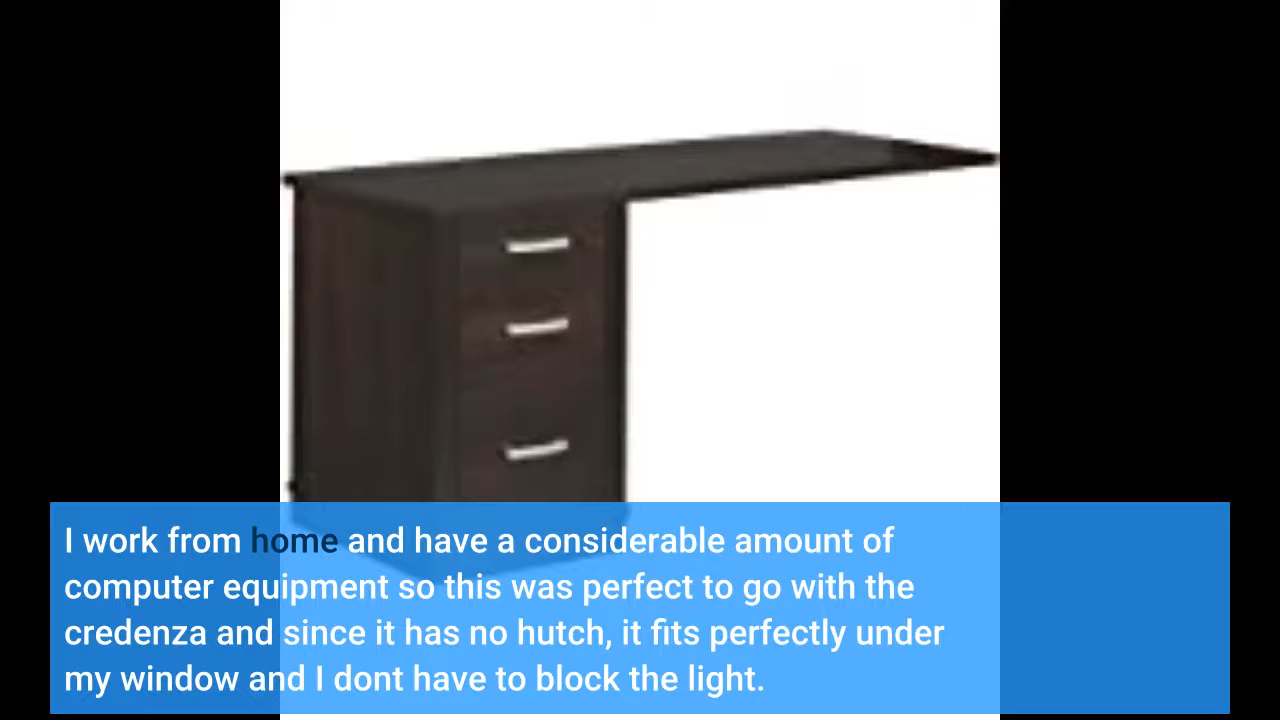 I work from home and have a considerable amount of
computer equipment so this was perfect to go with the
credenza and since it has no hutch, it fits perfectly under
my window and I dont have to block the light.